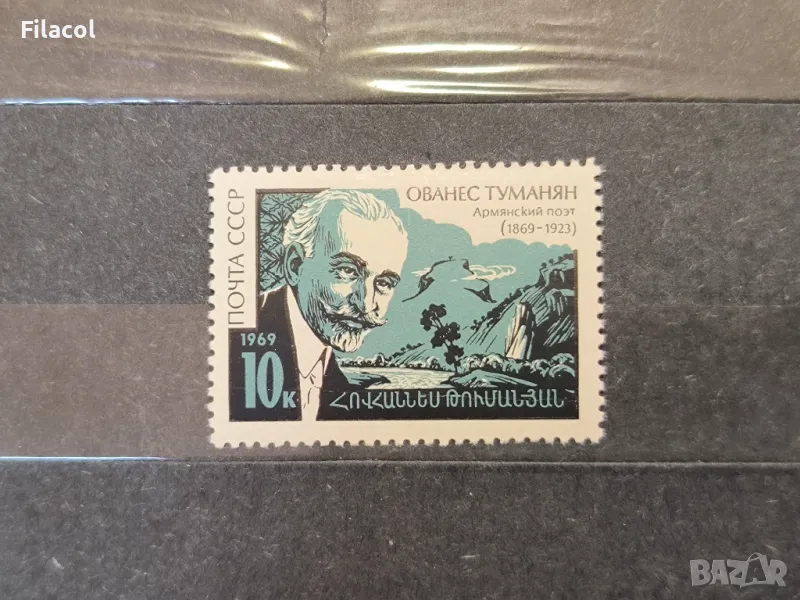 Filacol
ПОЧТА СССР
ОВАНЕС ТУМАНЯН
Армянский поэт
(1869-1923)
1969
10к
ՀՈՎՀԱՆՆԵՍ ԹՈՒՄԱՆՅԱՆ
BAZAR